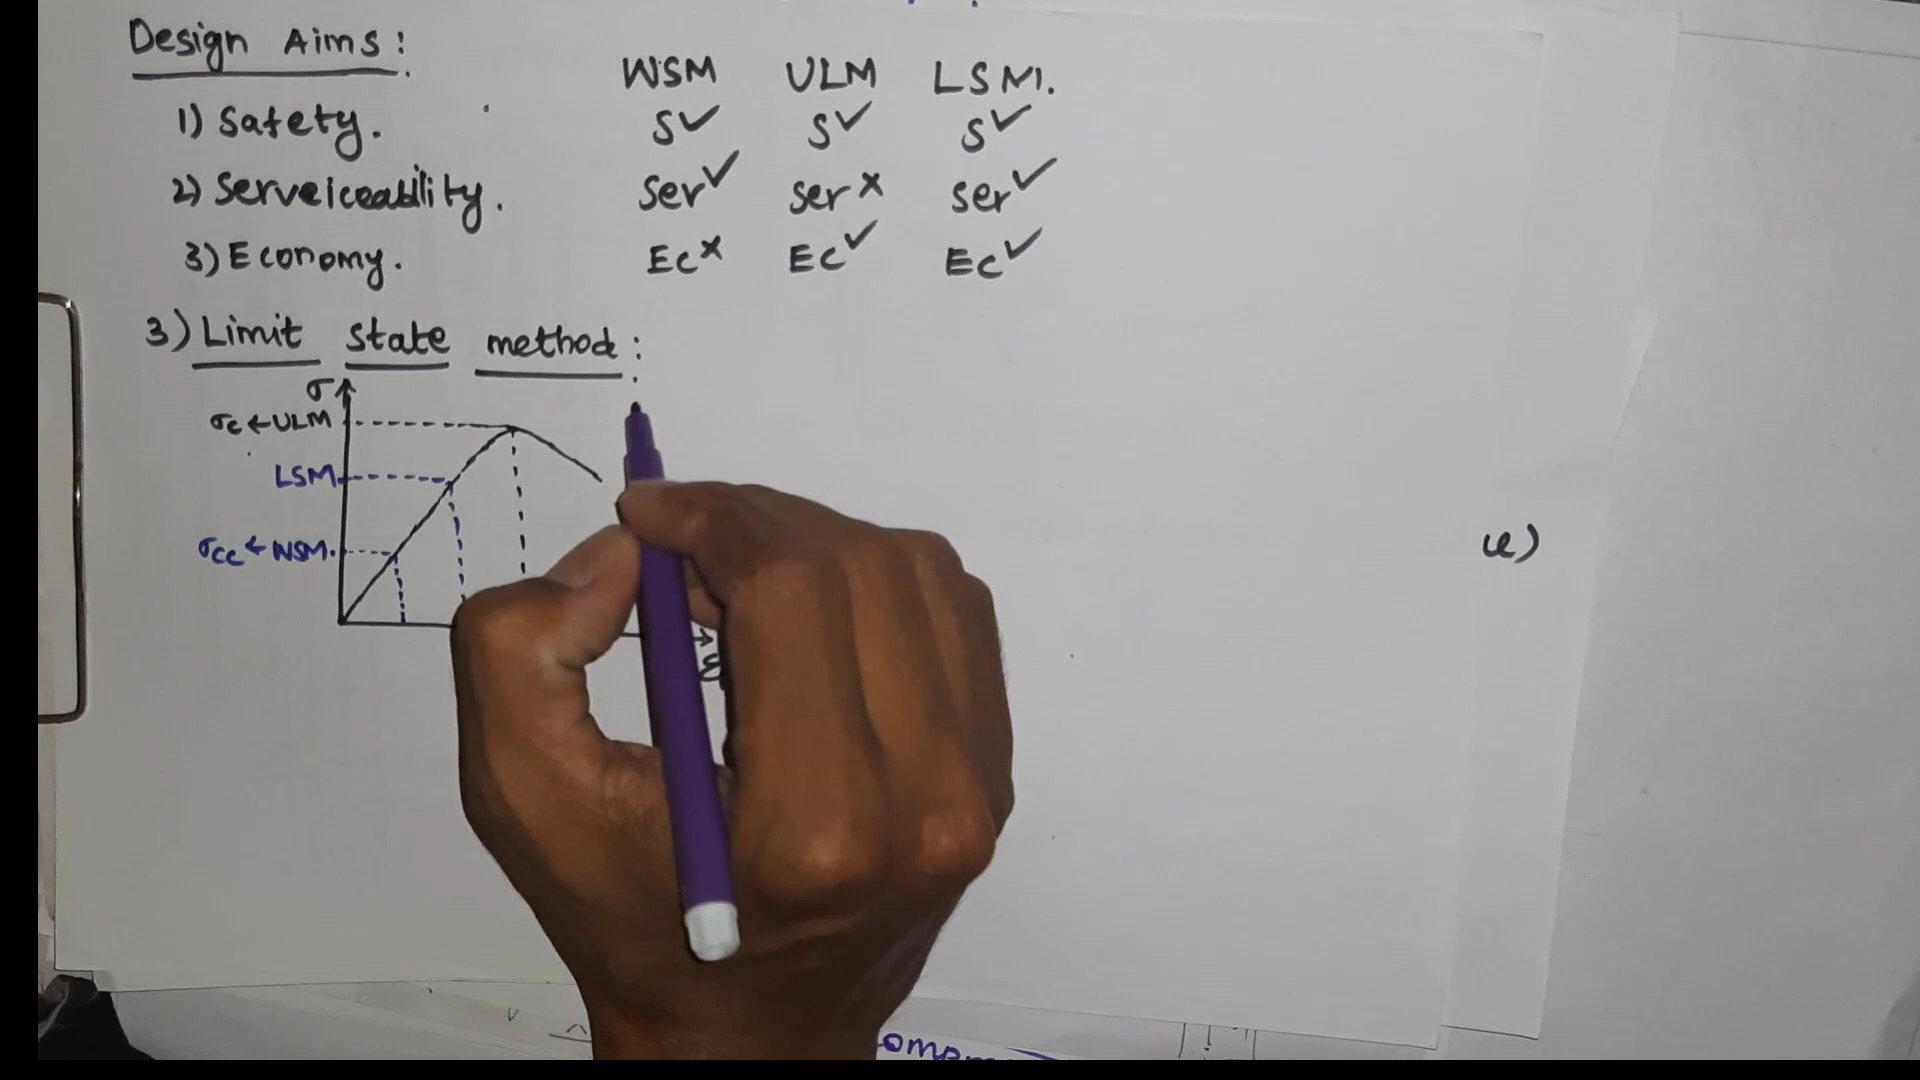 Design Aims:
WSM ULM LSM.
1) Safety. S✓ S✓ S✓
2) Serveiceability. Ser✓ Ser× Ser✓
3) Economy. Ec× Ec✓ Ec✓
3) Limit state method:
σ
σc ← ULM
LSM
σcc ← WSM.